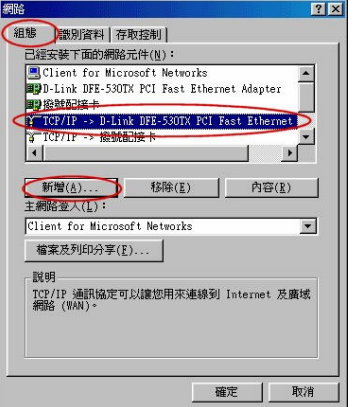 網路
組態 識別資料 存取控制
已經安裝下面的網路元件(N)：
Client for Microsoft Networks
D-Link DFE-530TX PCI Fast Ethernet Adapter
撥號配接卡
TCP/IP -> D-Link DFE-530TX PCI Fast Ethernet
TCP/IP -> 撥號配接卡
新增(A)... 移除(E) 內容(R)
主網路登入(L)：
Client for Microsoft Networks
檔案及列印分享(F)...
說明
TCP/IP 通訊協定可以讓您用來連線到 Internet 及廣域
網路 (WAN)。
確定 取消